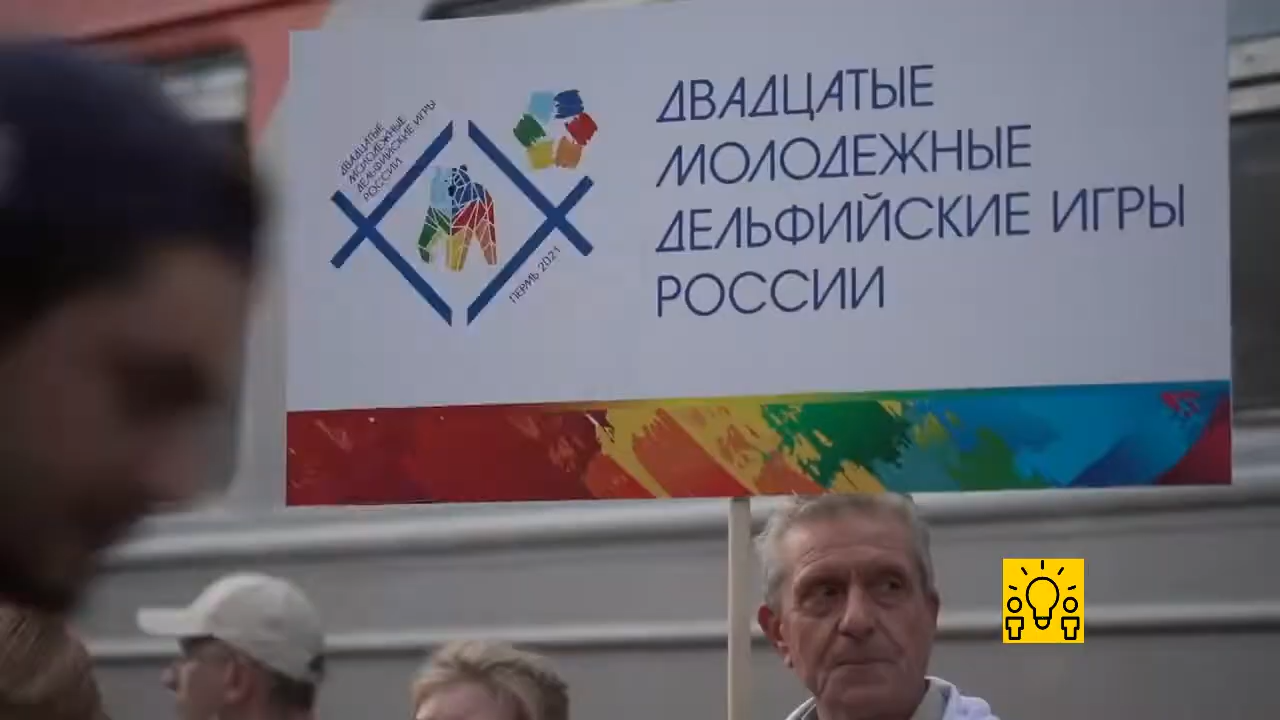 ДВАДЦАТЫЕ
МОЛОДЕЖНЫЕ
ДЕЛЬФИЙСКИЕ ИГРЫ
РОССИИ
ПЕРМЬ 2021
ДВАДЦАТЫЕ
МОЛОДЕЖНЫЕ
ДЕЛЬФИЙСКИЕ ИГРЫ
РОССИИ